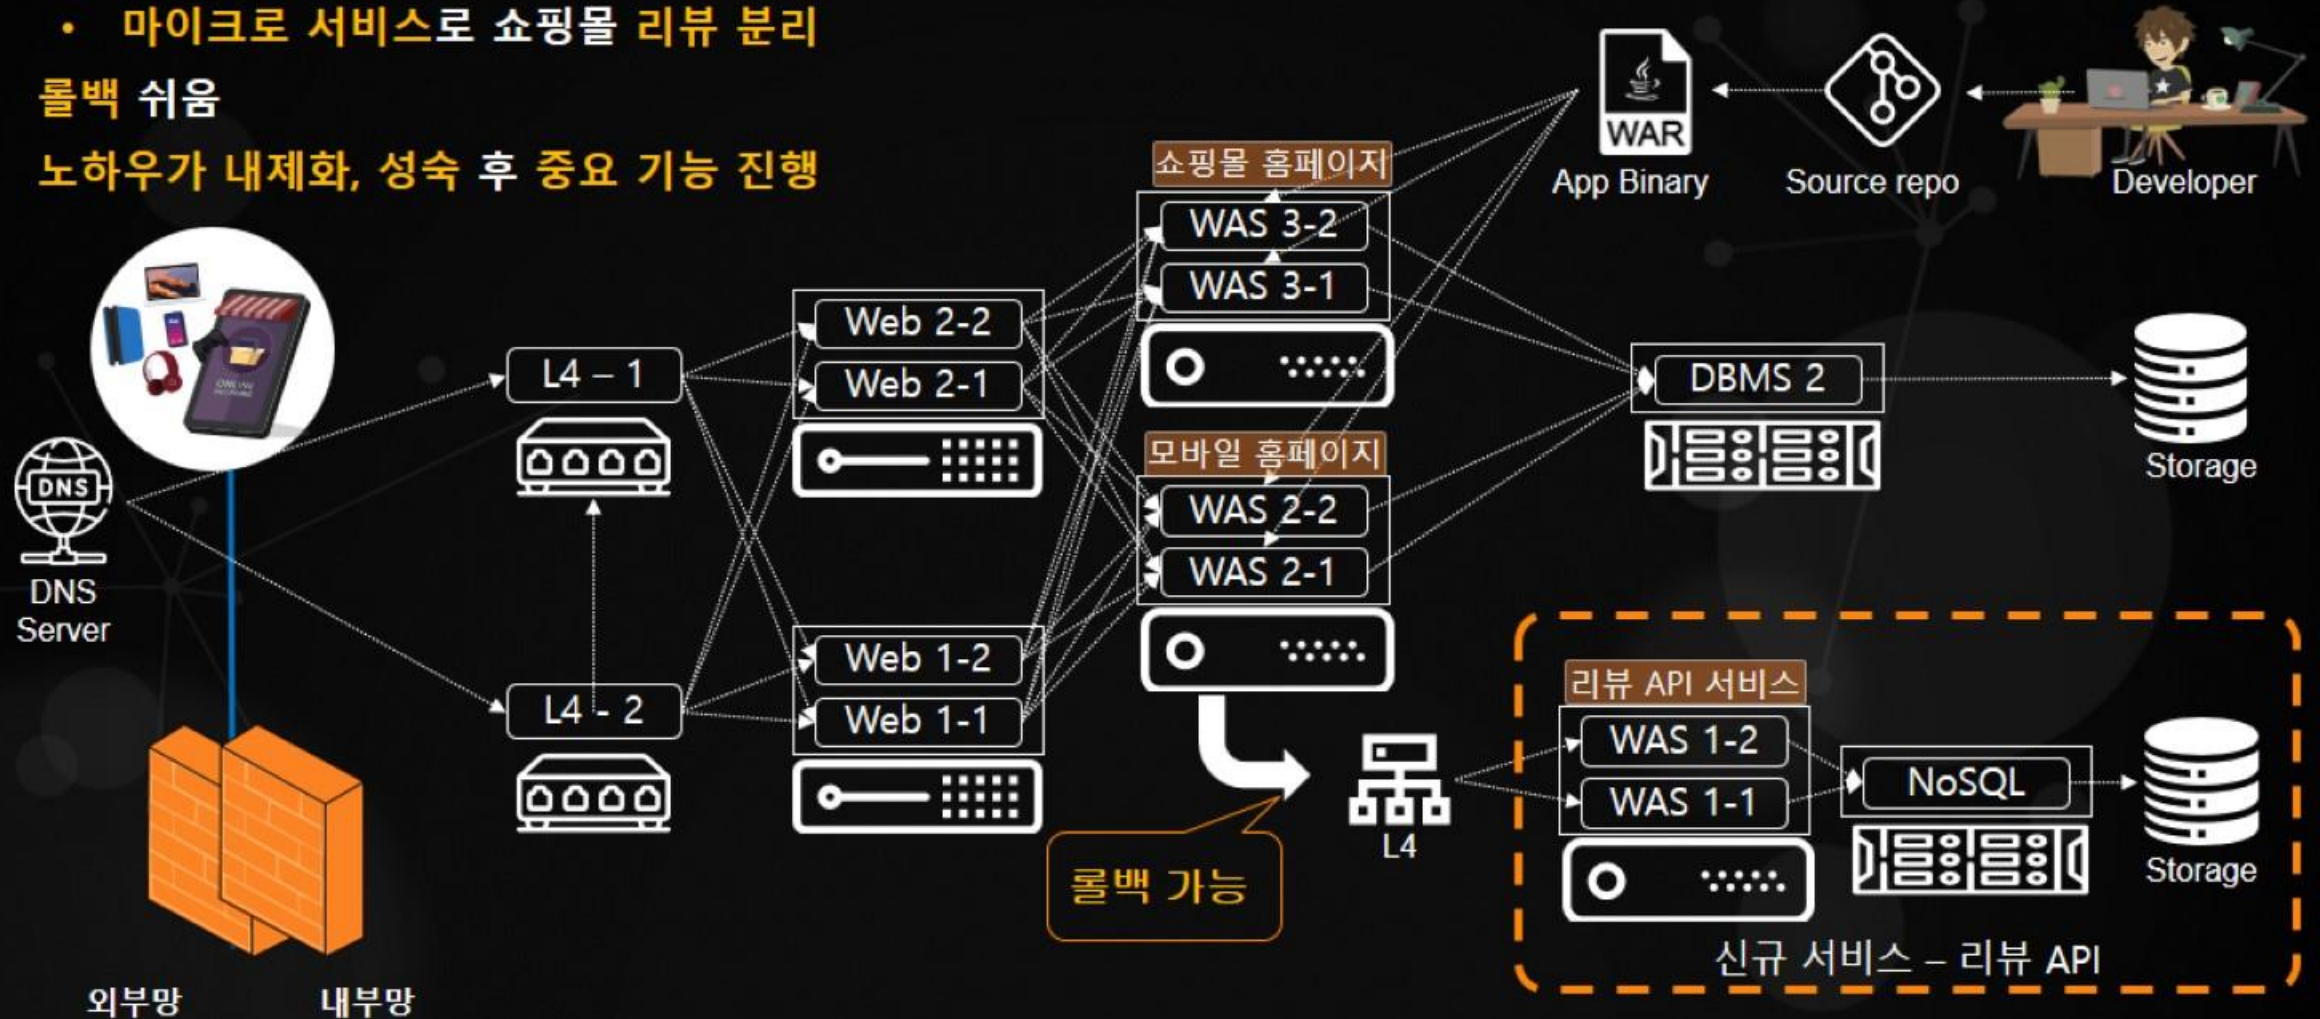 • 마이크로 서비스로 쇼핑몰 리뷰 분리
롤백 쉬움
노하우가 내제화, 성숙 후 중요 기능 진행
WAR
App Binary
Source repo
Developer
쇼핑몰 홈페이지
WAS 3-2
WAS 3-1
ONLINE
DNS
DNS
Server
L4 – 1
L4 - 2
Web 2-2
Web 2-1
Web 1-2
Web 1-1
모바일 홈페이지
WAS 2-2
WAS 2-1
DBMS 2
Storage
롤백 가능
L4
리뷰 API 서비스
WAS 1-2
WAS 1-1
NoSQL
Storage
신규 서비스 – 리뷰 API
외부망
내부망